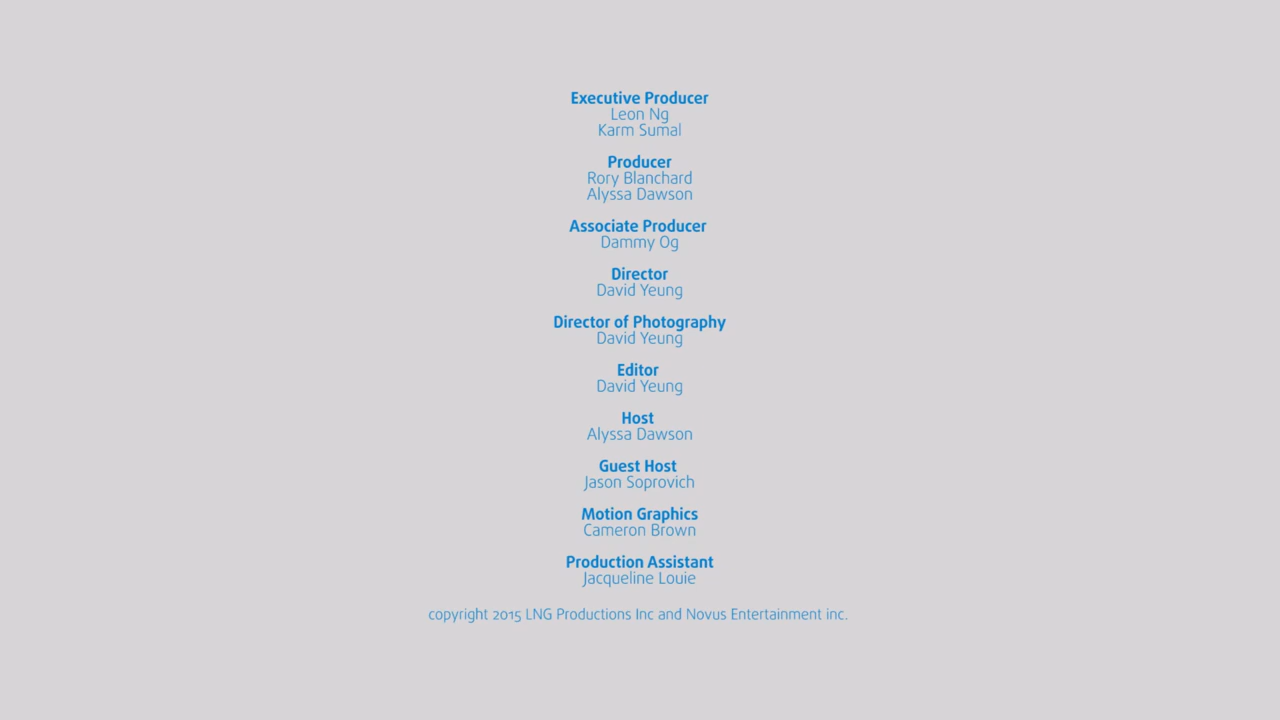 Executive Producer
Leon Ng
Karm Sumal
Producer
Rory Blanchard
Alyssa Dawson
Associate Producer
Dammy Og
Director
David Yeung
Director of Photography
David Yeung
Editor
David Yeung
Host
Alyssa Dawson
Guest Host
Jason Soprovich
Motion Graphics
Cameron Brown
Production Assistant
Jacqueline Louie
copyright 2015 LNG Productions Inc and Novus Entertainment inc.